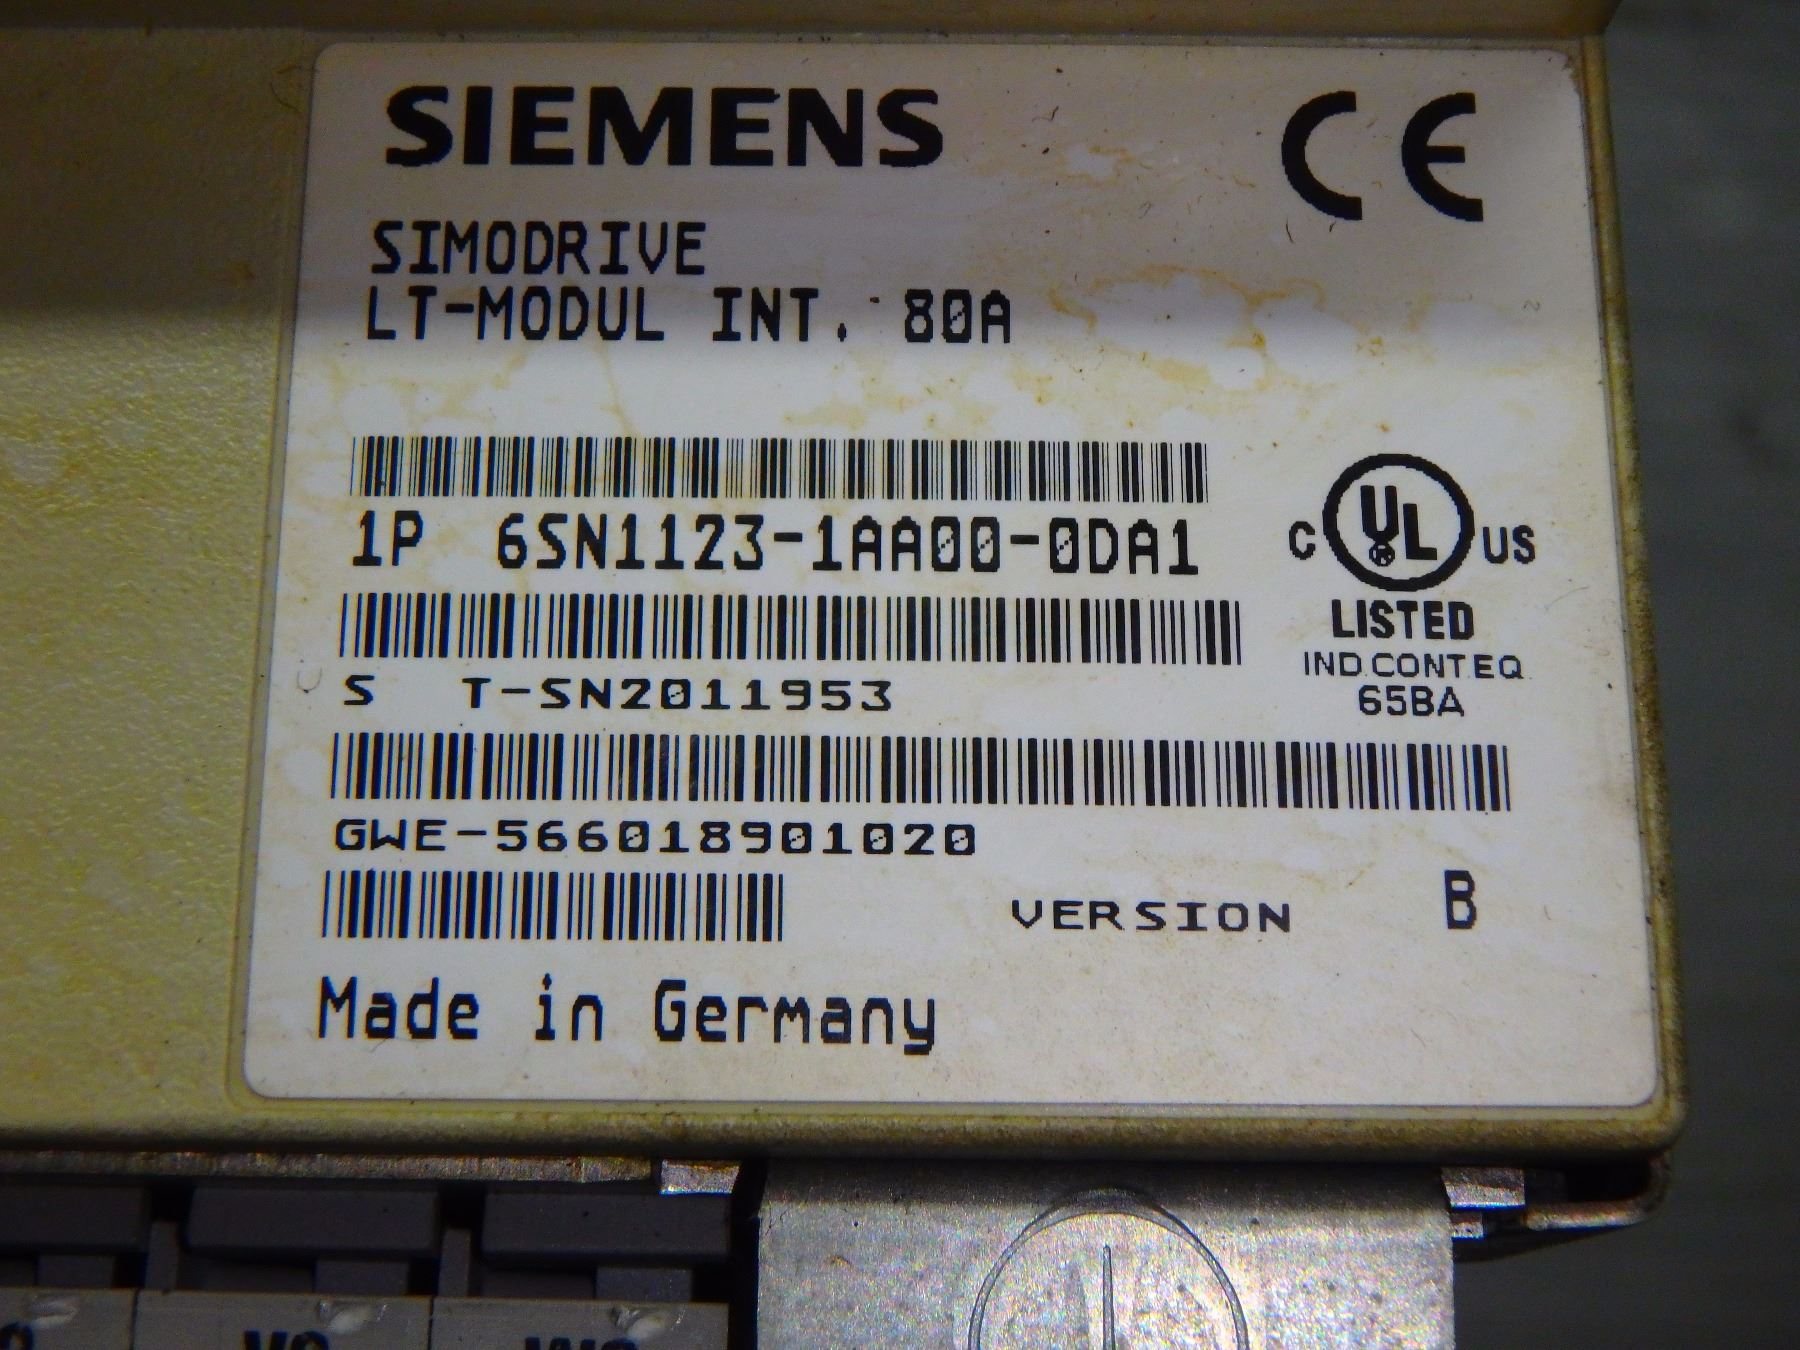 SIEMENS
CE
SIMODRIVE
LT-MODUL INT. 80A
1P 6SN1123-1AA00-0DA1
C UL US
®
LISTED
IND.CONT.EQ.
65BA
S T-SN2011953
GWE-566018901020
VERSION B
Made in Germany